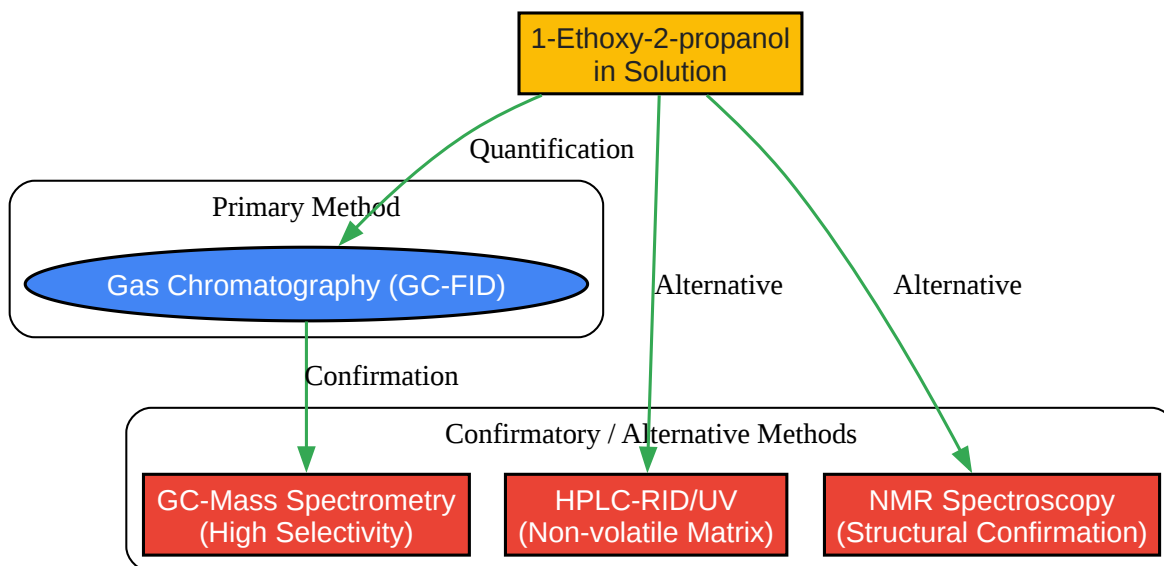 1-Ethoxy-2-propanol
in Solution
Quantification
Primary Method
Gas Chromatography (GC-FID)
Alternative
Alternative
Confirmation
Confirmatory / Alternative Methods
GC-Mass Spectrometry
(High Selectivity)
HPLC-RID/UV
(Non-volatile Matrix)
NMR Spectroscopy
(Structural Confirmation)